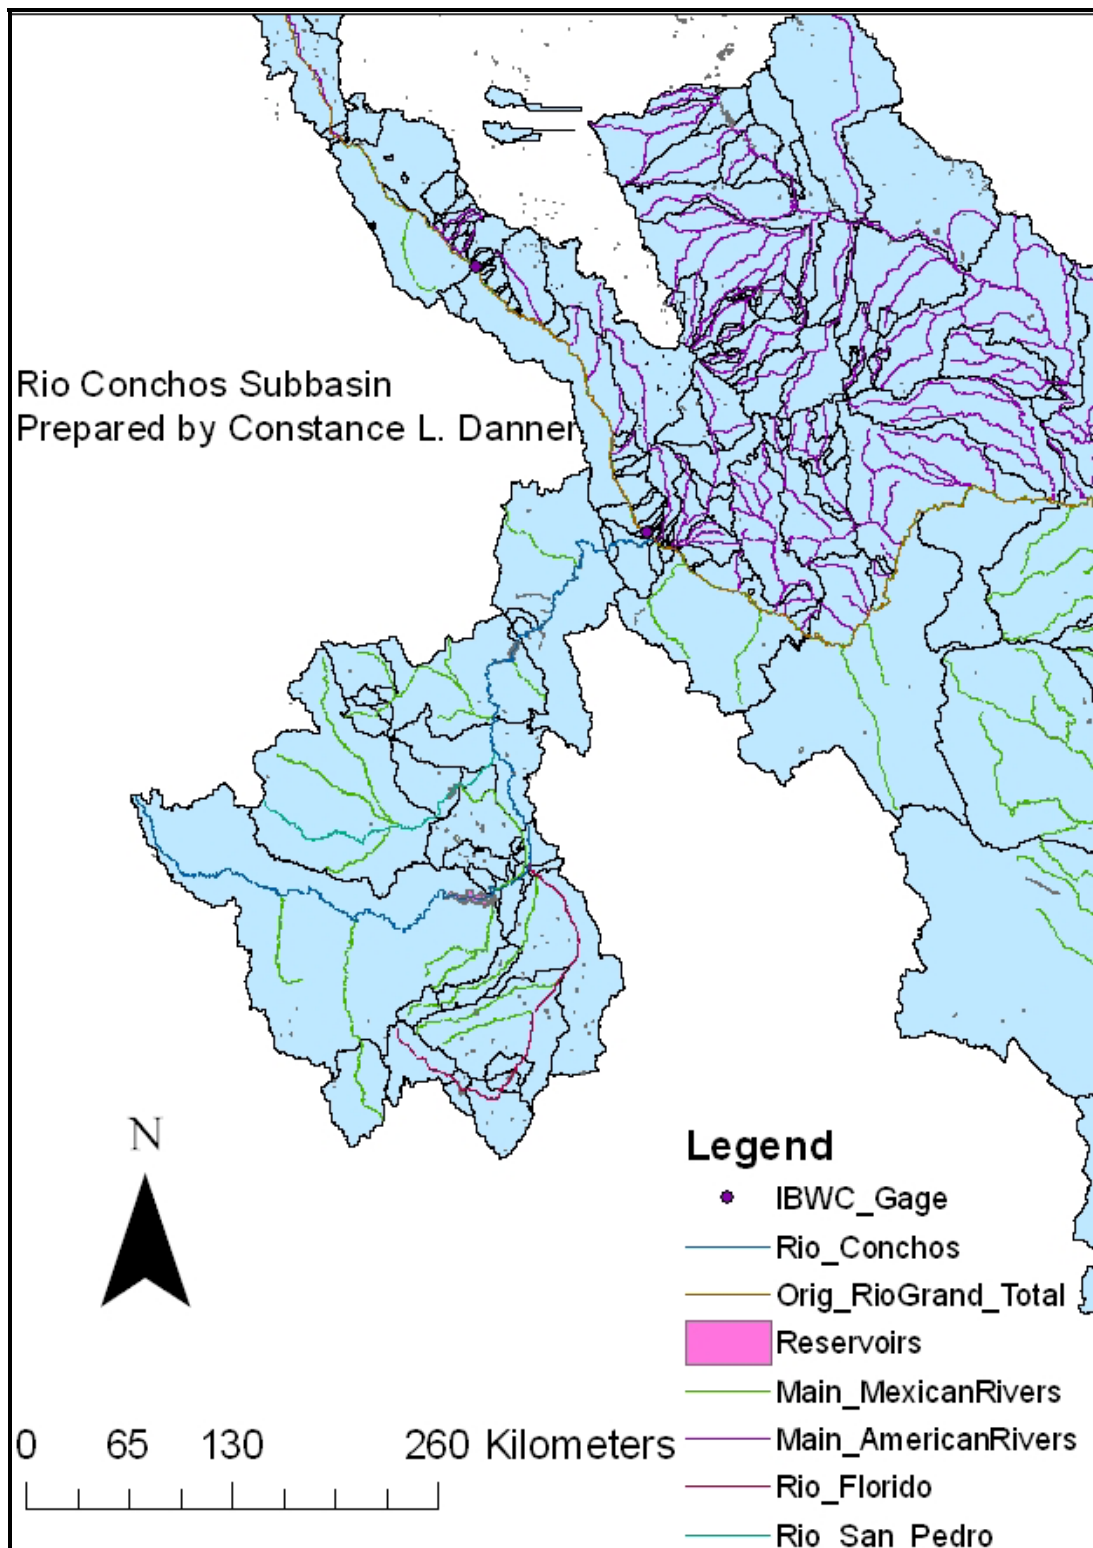 Rio Conchos Subbasin
Prepared by Constance L. Danner
N
Legend
IBWC_Gage
Rio_Conchos
Orig_RioGrand_Total
Reservoirs
Main_MexicanRivers
Main_AmericanRivers
Rio_Florido
Rio_San_Pedro
0 65 130 260 Kilometers